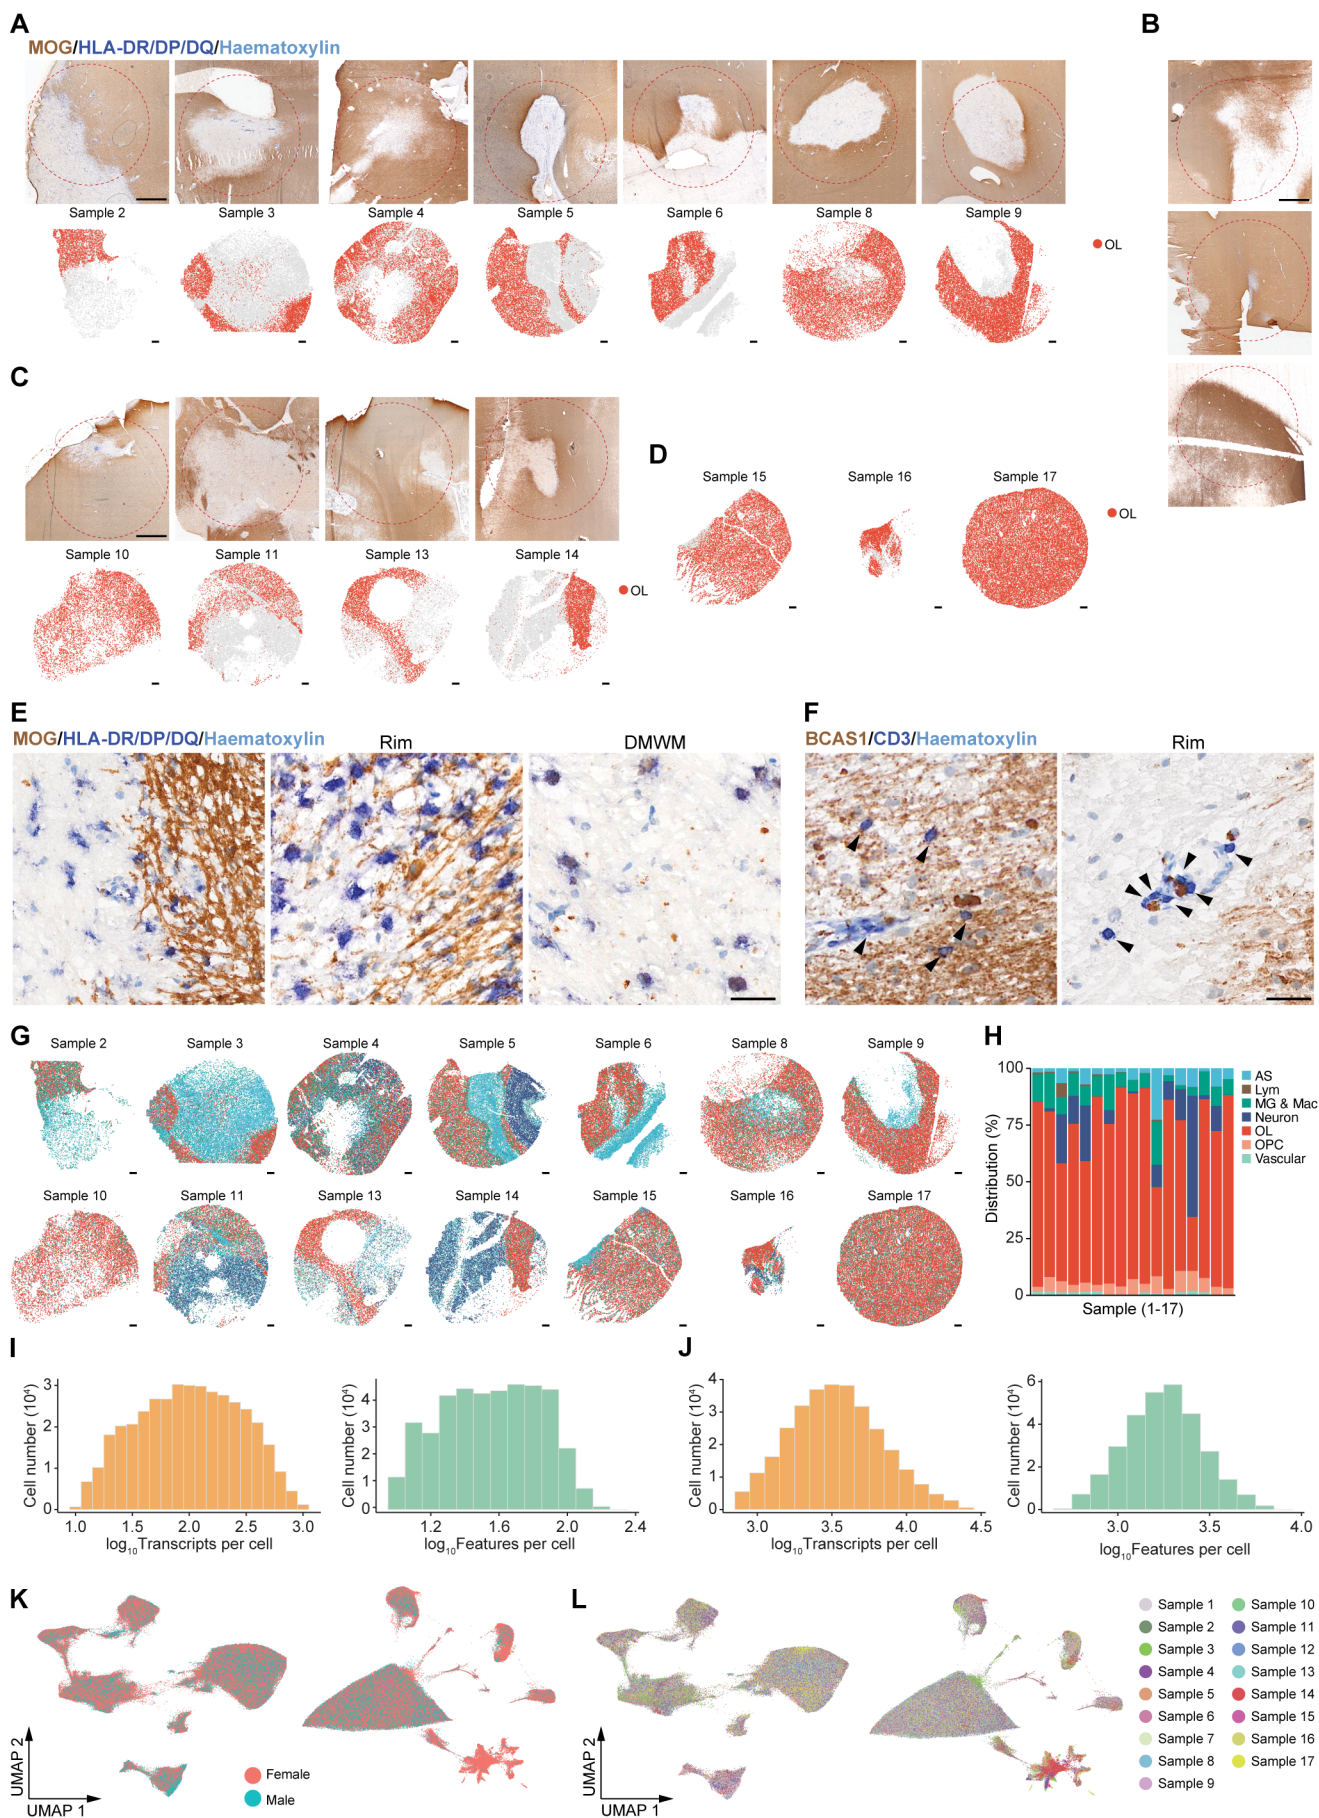 A
MOG/HLA-DR/DP/DQ/Haematoxylin
Sample 2 Sample 3 Sample 4 Sample 5 Sample 6 Sample 8 Sample 9
OL
B
C
Sample 10 Sample 11 Sample 13 Sample 14
OL
D
Sample 15 Sample 16 Sample 17
OL
E
MOG/HLA-DR/DP/DQ/Haematoxylin
Rim
DMWM
F
BCAS1/CD3/Haematoxylin
Rim
G
Sample 2 Sample 3 Sample 4 Sample 5 Sample 6 Sample 8 Sample 9
Sample 10 Sample 11 Sample 13 Sample 14 Sample 15 Sample 16 Sample 17
H
Distribution (%)
100
75
50
25
0
Sample (1-17)
AS
Lym
MG & Mac
Neuron
OL
OPC
Vascular
I
Cell number (10⁴)
3
2
1
0
1.0 1.5 2.0 2.5 3.0
log₁₀Transcripts per cell
Cell number (10⁴)
4
3
2
1
0
1.2 1.6 2.0 2.4
log₁₀Features per cell
J
Cell number (10⁴)
4
3
2
1
0
3.0 3.5 4.0 4.5
log₁₀Transcripts per cell
Cell number (10⁴)
6
4
2
0
3.0 3.5 4.0
log₁₀Features per cell
K
UMAP 2
UMAP 1
Female
Male
L
UMAP 2
UMAP 1
Sample 1
Sample 2
Sample 3
Sample 4
Sample 5
Sample 6
Sample 7
Sample 8
Sample 9
Sample 10
Sample 11
Sample 12
Sample 13
Sample 14
Sample 15
Sample 16
Sample 17